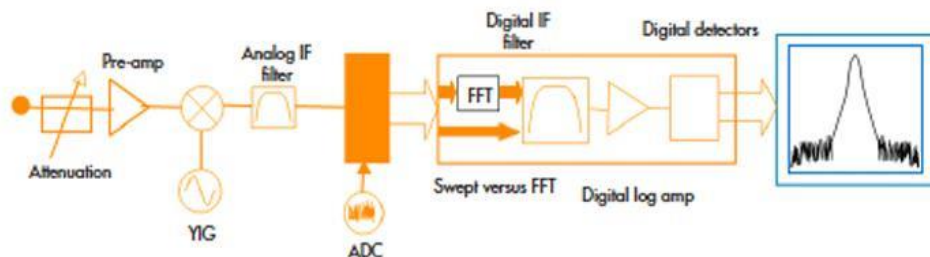 Pre-amp
Analog IF
filter
Digital IF
filter
Digital detectors
FFT
Attenuation
YIG
ADC
Swept versus FFT
Digital log amp